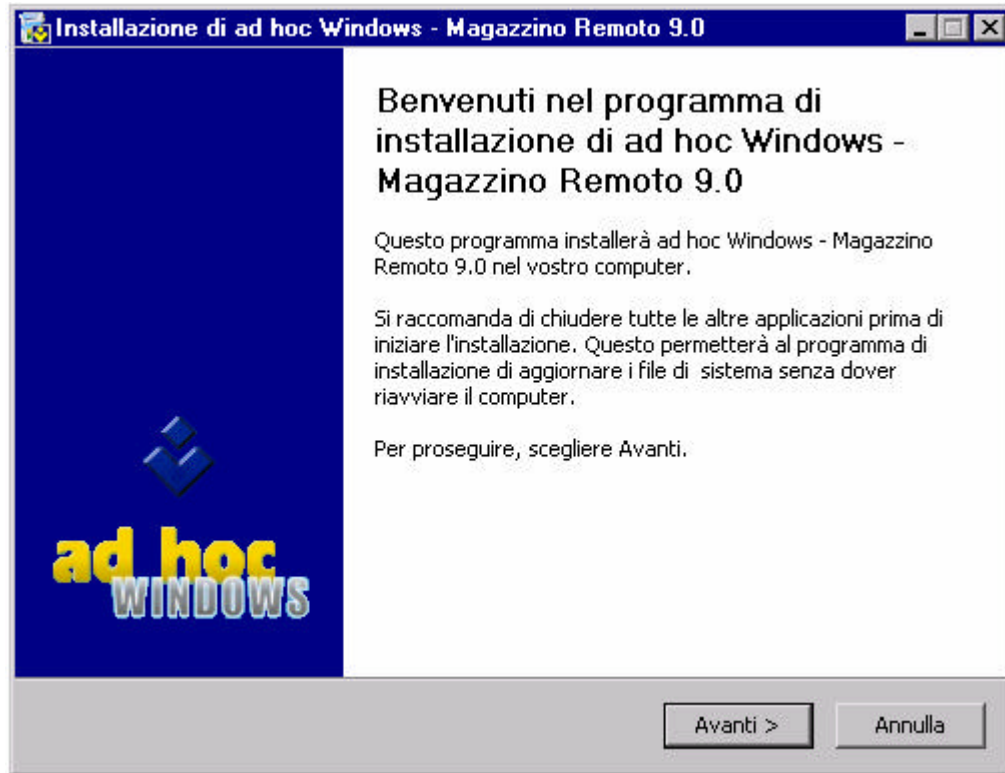 Installazione di ad hoc Windows - Magazzino Remoto 9.0
Benvenuti nel programma di
installazione di ad hoc Windows -
Magazzino Remoto 9.0
Questo programma installerà ad hoc Windows - Magazzino
Remoto 9.0 nel vostro computer.
Si raccomanda di chiudere tutte le altre applicazioni prima di
iniziare l'installazione. Questo permetterà al programma di
installazione di aggiornare i file di  sistema senza dover
riavviare il computer.
Per proseguire, scegliere Avanti.
ad hoc
WINDOWS
Avanti >
Annulla